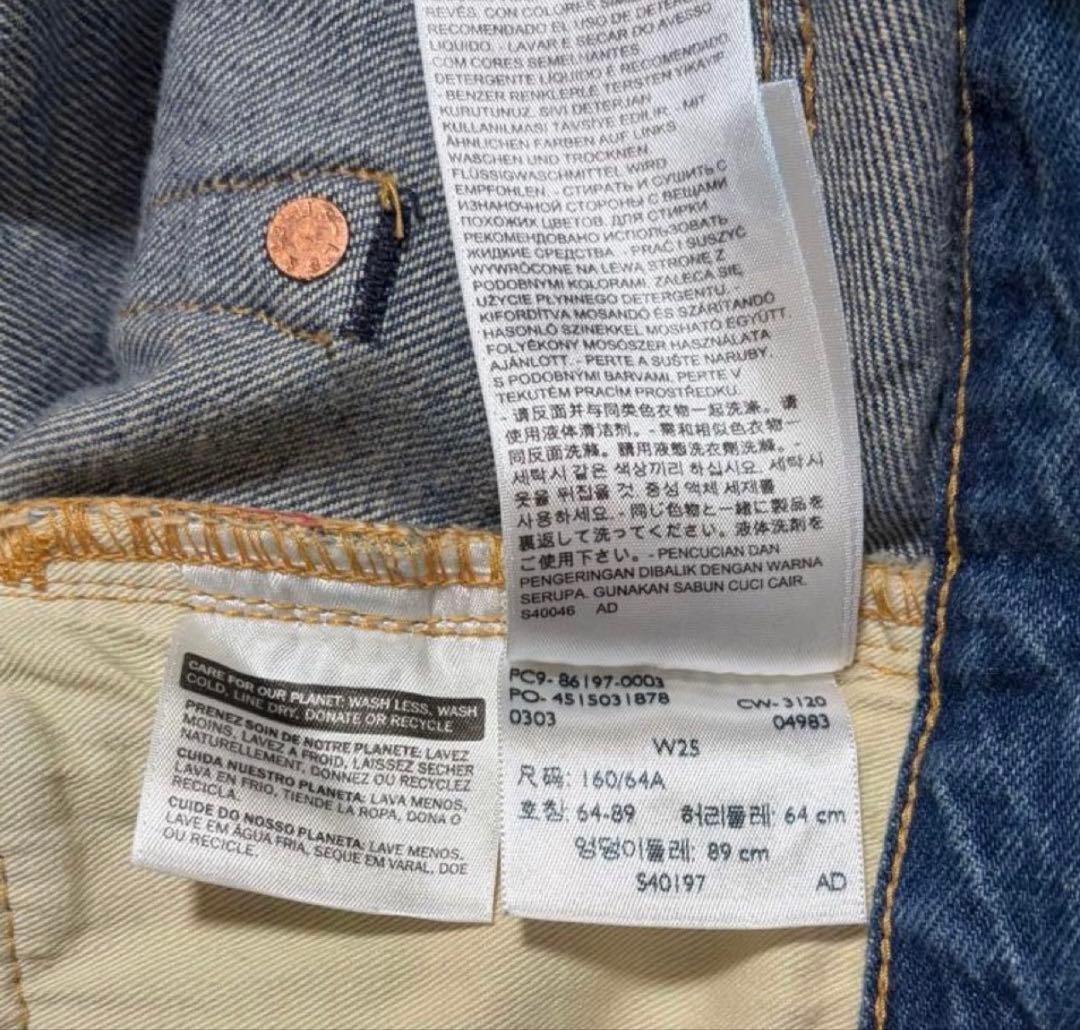 REVÉS, CON COLORES
RECOMENDADO EL USO DE
LIQUIDO. - LAVAR E SECAR DO AVESSO
COM CORES SEMELHANTES.
DETERGENTE LÍQUIDO É RECOMENDADO.
- BENZER RENKLERLE TERSTEN YIKAYIP
KURUTUNUZ. SIVI DETERJAN
KULLANILMASI TAVSIYE EDILIR. - MIT
ÄHNLICHEN FARBEN AUF LINKS
WASCHEN UND TROCKNEN.
FLÜSSIGWASCHMITTEL WIRD
EMPFOHLEN. - СТИРАТЬ И СУШИТЬ С
ИЗНАНОЧНОЙ СТОРОНЫ С ВЕЩАМИ
ПОХОЖИХ ЦВЕТОВ. ДЛЯ СТИРКИ
РЕКОМЕНДОВАНО ИСПОЛЬЗОВАТЬ
ЖИДКИЕ СРЕДСТВА. - PRAĆ I SUSZYĆ
WYWRÓCONE NA LEWĄ STRONĘ Z
PODOBNYMI KOLORAMI. ZALECA SIĘ
UŻYCIE PŁYNNEGO DETERGENTU. -
KIFORDÍTVA MOSANDÓ ÉS SZÁRÍTANDÓ
HASONLÓ SZÍNEKKEL MOSHATÓ EGYÜTT.
FOLYÉKONY MOSÓSZER HASZNÁLATA
AJÁNLOTT. - PERTE A SUŠTE NARUBY.
S PODOBNÝMI BARVAMI. PERTE V
TEKUTÉM PRACÍM PROSTŘEDKU.
- 请反面并与同类色衣物一起洗涤。请
使用液体清洁剂。- 需和相似色衣物一
同反面洗滌。請用液態洗衣劑洗滌。-
세탁시 같은 색상끼리 하십시요. 세탁시
옷을 뒤집을 것. 중성 액체 세제를
사용하세요. - 同じ色物と一緒に製品を
裏返して洗ってください。液体洗剤を
ご使用下さい。- PENCUCIAN DAN
PENGERINGAN DIBALIK DENGAN WARNA
SERUPA. GUNAKAN SABUN CUCI CAIR.
S40046 AD
CARE FOR OUR PLANET: WASH LESS, WASH
COLD, LINE DRY, DONATE OR RECYCLE
PRENEZ SOIN DE NOTRE PLANETE: LAVEZ
MOINS, LAVEZ A FROID, LAISSEZ SECHER
NATURELLEMENT, DONNEZ OU RECYCLEZ
CUIDA NUESTRO PLANETA: LAVA MENOS,
LAVA EN FRIO, TIENDE LA ROPA, DONA O
RECICLA.
CUIDE DO NOSSO PLANETA: LAVE MENOS,
LAVE EM ÁGUA FRIA, SEQUE EM VARAL, DOE
OU RECICLE.
PC9- 86197-0003
PO- 4515031878 CW- 3120
0303 04983
W25
尺码: 160/64A
호칭: 64-89 허리둘레: 64 cm
엉덩이둘레: 89 cm
S40197 AD